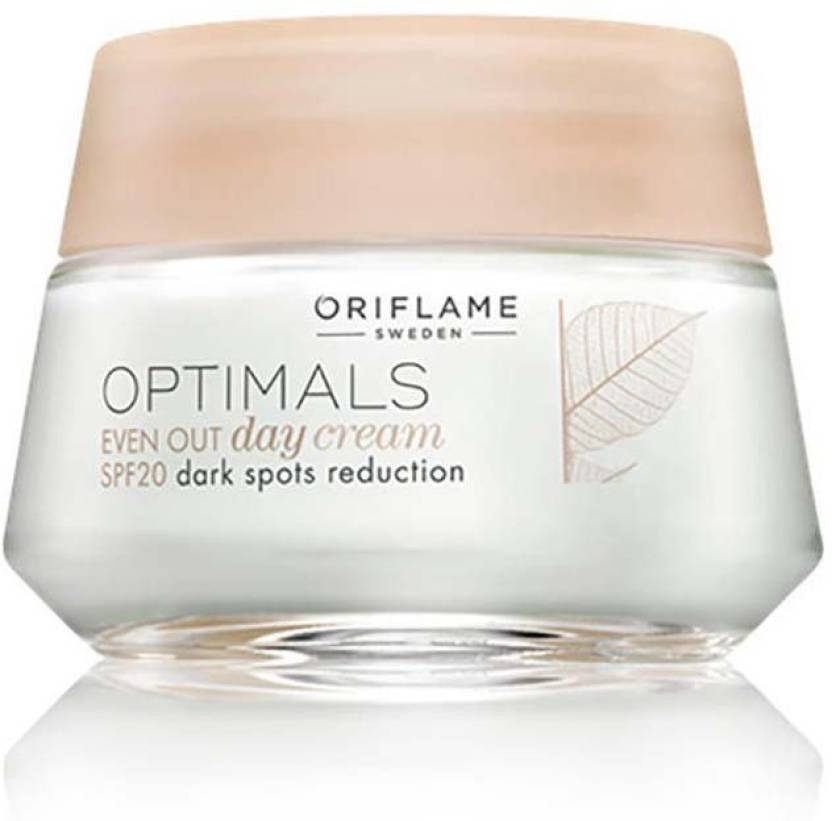 ORIFLAME
SWEDEN
OPTIMALS
EVEN OUT day cream
SPF20 dark spots reduction